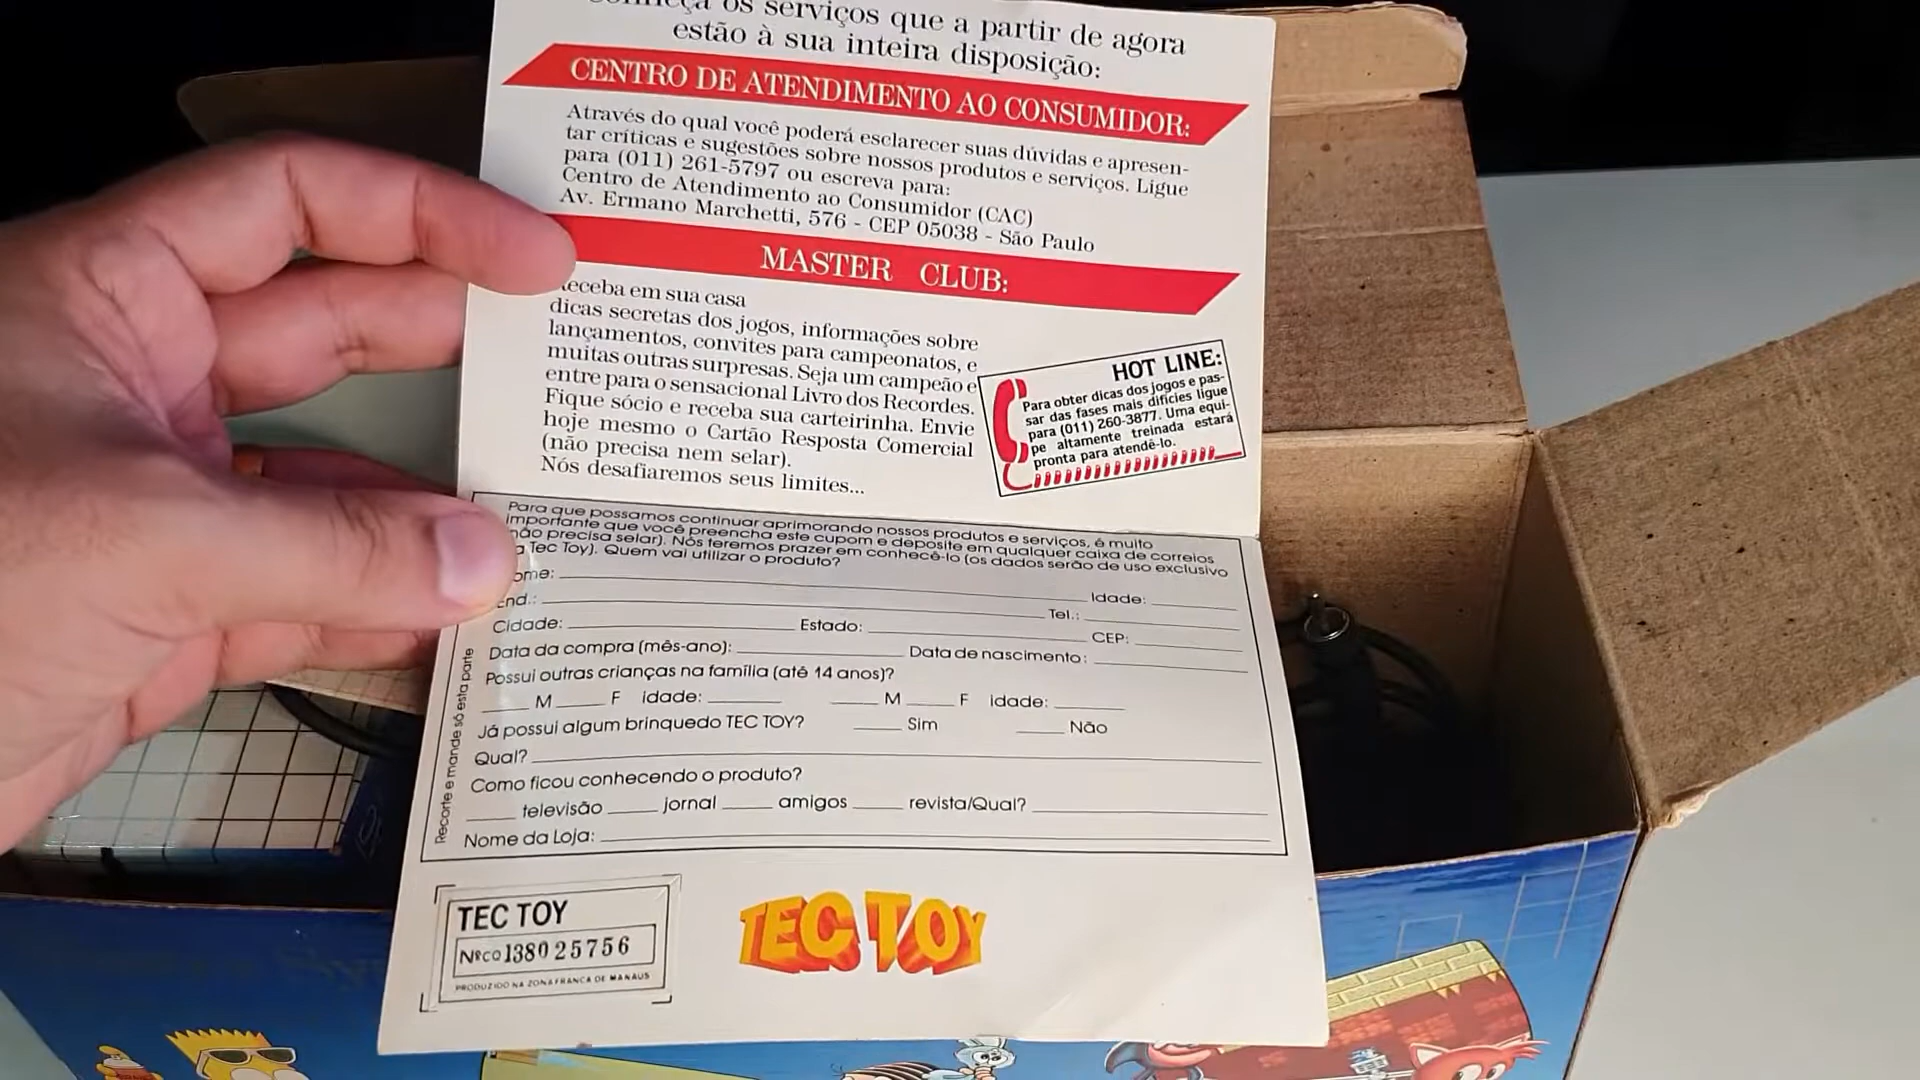 os serviços que a partir de agora
estão à sua inteira disposição:
CENTRO DE ATENDIMENTO AO CONSUMIDOR:
Através do qual você poderá esclarecer suas dúvidas e apresen-
tar críticas e sugestões sobre nossos produtos e serviços. Ligue
para (011) 261-5797 ou escreva para:
Centro de Atendimento ao Consumidor (CAC)
Av. Ermano Marchetti, 576 - CEP 05038 - São Paulo
MASTER CLUB:
Receba em sua casa
dicas secretas dos jogos, informações sobre
lançamentos, convites para campeonatos, e
muitas outras surpresas. Seja um campeão e
entre para o sensacional Livro dos Recordes.
Fique sócio e receba sua carteirinha. Envie
hoje mesmo o Cartão Resposta Comercial
(não precisa nem selar).
Nós desafiaremos seus limites...
HOT LINE:
Para obter dicas dos jogos e pas-
sar das fases mais difícies ligue
para (011) 260-3877. Uma equi-
pe altamente treinada estará
pronta para atendê-lo.
Para que possamos continuar aprimorando nossos produtos e serviços, é muito
importante que você preencha este cupom e deposite em qualquer caixa de correios
não precisa selar). Nós teremos prazer em conhecê-lo (os dados serão de uso exclusivo
a Tec Toy). Quem vai utilizar o produto?
ome: Idade:
End.: Tel.:
Cidade: Estado: CEP:
Data da compra (mês-ano): Data de nascimento:
Possui outras crianças na família (até 14 anos)?
M F idade: M F idade:
Já possui algum brinquedo TEC TOY? Sim Não
Qual?
Como ficou conhecendo o produto?
televisão jornal amigos revista/Qual?
Nome da Loja:
Recorte e mande só esta parte
TEC TOY
Nº CO 138025756
PRODUZIDO NA ZONA FRANCA DE MANAUS
TEC TOY